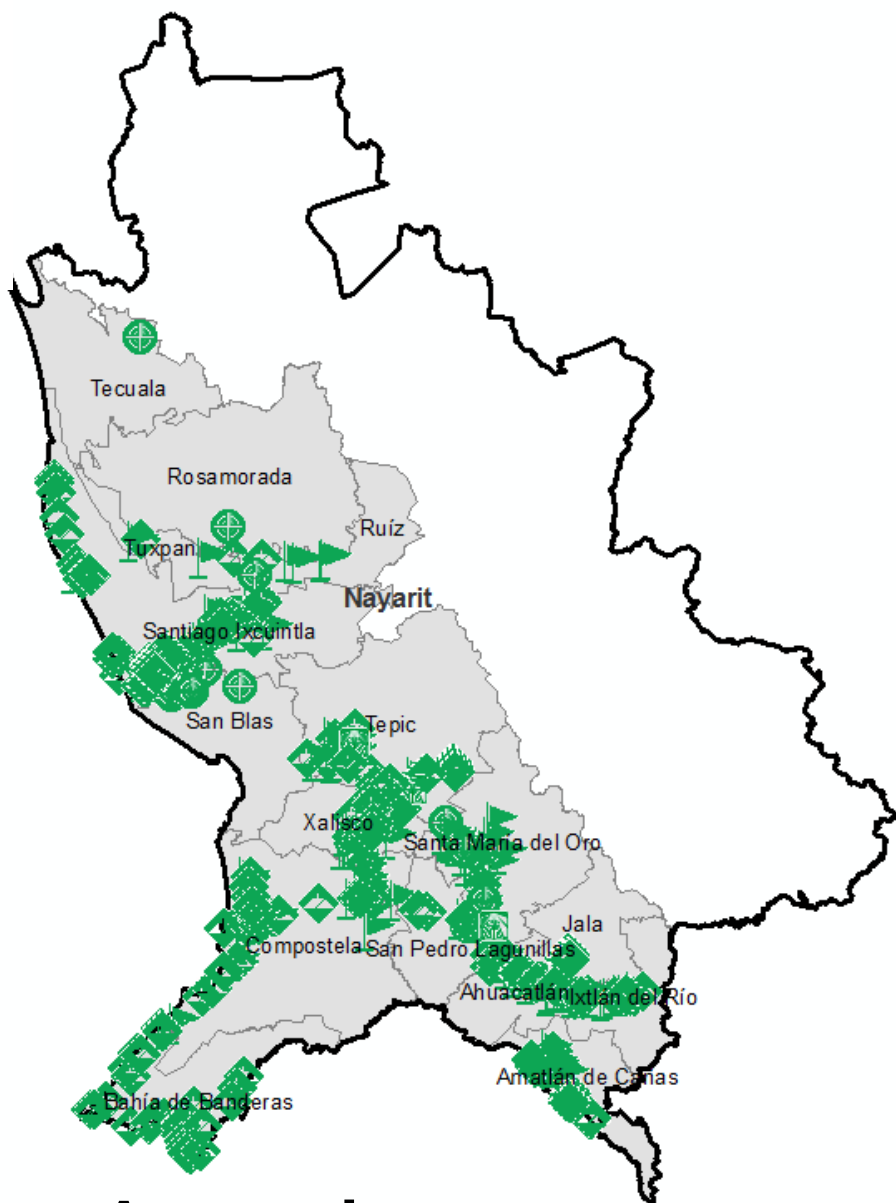 Tecuala
Rosamorada
Ruíz
Tuxpan
Nayarit
Santiago Ixcuintla
San Blas
Tepic
Xalisco
Santa María del Oro
Jala
Compostela
San Pedro Lagunillas
Ahuacatlán
Ixtlán del Río
Amatlán de Cañas
Bahía de Banderas